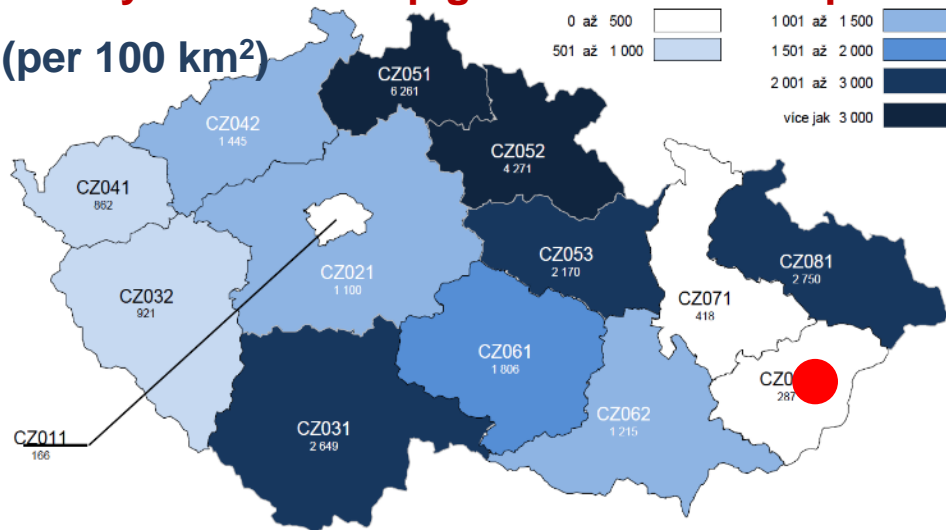 (per 100 km²)
0 až 500
501 až 1 000
1 001 až 1 500
1 501 až 2 000
2 001 až 3 000
více jak 3 000
CZ051
6 261
CZ042
1 445
CZ052
4 271
CZ041
862
CZ053
2 170
CZ081
2 750
CZ021
1 100
CZ032
921
CZ071
418
CZ061
1 806
287
CZ062
1 215
CZ031
2 649
CZ011
166